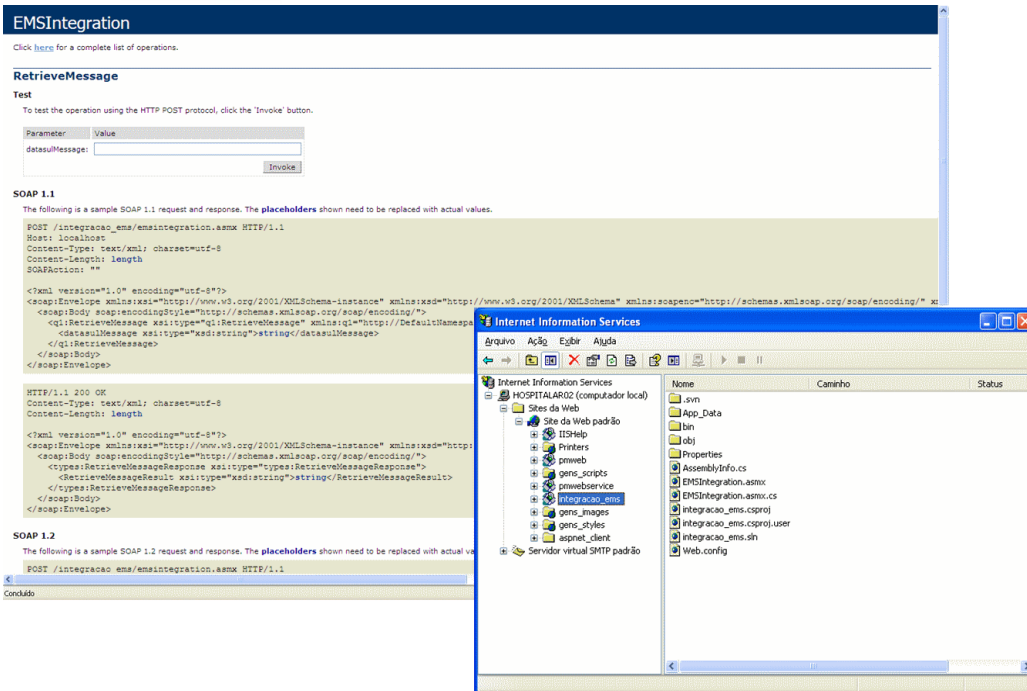 EMSIntegration
Click here for a complete list of operations.
RetrieveMessage
Test
To test the operation using the HTTP POST protocol, click the 'Invoke' button.
Parameter Value
datasulMessage:
Invoke
SOAP 1.1
The following is a sample SOAP 1.1 request and response. The placeholders shown need to be replaced with actual values.
POST /integracao_ems/emsintegration.asmx HTTP/1.1
Host: localhost
Content-Type: text/xml; charset=utf-8
Content-Length: length
SOAPAction: ""
<?xml version="1.0" encoding="utf-8"?>
<soap:Envelope xmlns:xsi="http://www.w3.org/2001/XMLSchema-instance" xmlns:xsd="http://www.w3.org/2001/XMLSchema" xmlns:soapenc="http://schemas.xmlsoap.org/soap/encoding/"
<soap:Body soap:encodingStyle="http://schemas.xmlsoap.org/soap/encoding/">
<q1:RetrieveMessage xsi:type="q1:RetrieveMessage" xmlns:q1="http://DefaultNamespa
<datasulMessage xsi:type="xsd:string">string</datasulMessage>
</q1:RetrieveMessage>
</soap:Body>
</soap:Envelope>
HTTP/1.1 200 OK
Content-Type: text/xml; charset=utf-8
Content-Length: length
<?xml version="1.0" encoding="utf-8"?>
<soap:Envelope xmlns:xsi="http://www.w3.org/2001/XMLSchema-instance" xmlns:xsd="http:
<soap:Body soap:encodingStyle="http://schemas.xmlsoap.org/soap/encoding/">
<types:RetrieveMessageResponse xsi:type="types:RetrieveMessageResponse">
<RetrieveMessageResult xsi:type="xsd:string">string</RetrieveMessageResult>
</types:RetrieveMessageResponse>
</soap:Body>
</soap:Envelope>
SOAP 1.2
The following is a sample SOAP 1.2 request and response. The placeholders shown need to be replaced with actual va
POST /integracao_ems/emsintegration.asmx HTTP/1.1
Concluído
Internet Information Services
Arquivo Ação Exibir Ajuda
Internet Information Services
HOSPITALAR02 (computador local)
Sites da Web
Site da Web padrão
IISHelp
Printers
pmweb
gens_scripts
pmwebservice
integracao_ems
gens_images
gens_styles
aspnet_client
Servidor virtual SMTP padrão
Nome Caminho Status
.svn
App_Data
bin
obj
Properties
AssemblyInfo.cs
EMSIntegration.asmx
EMSIntegration.asmx.cs
integracao_ems.csproj
integracao_ems.csproj.user
integracao_ems.sln
Web.config